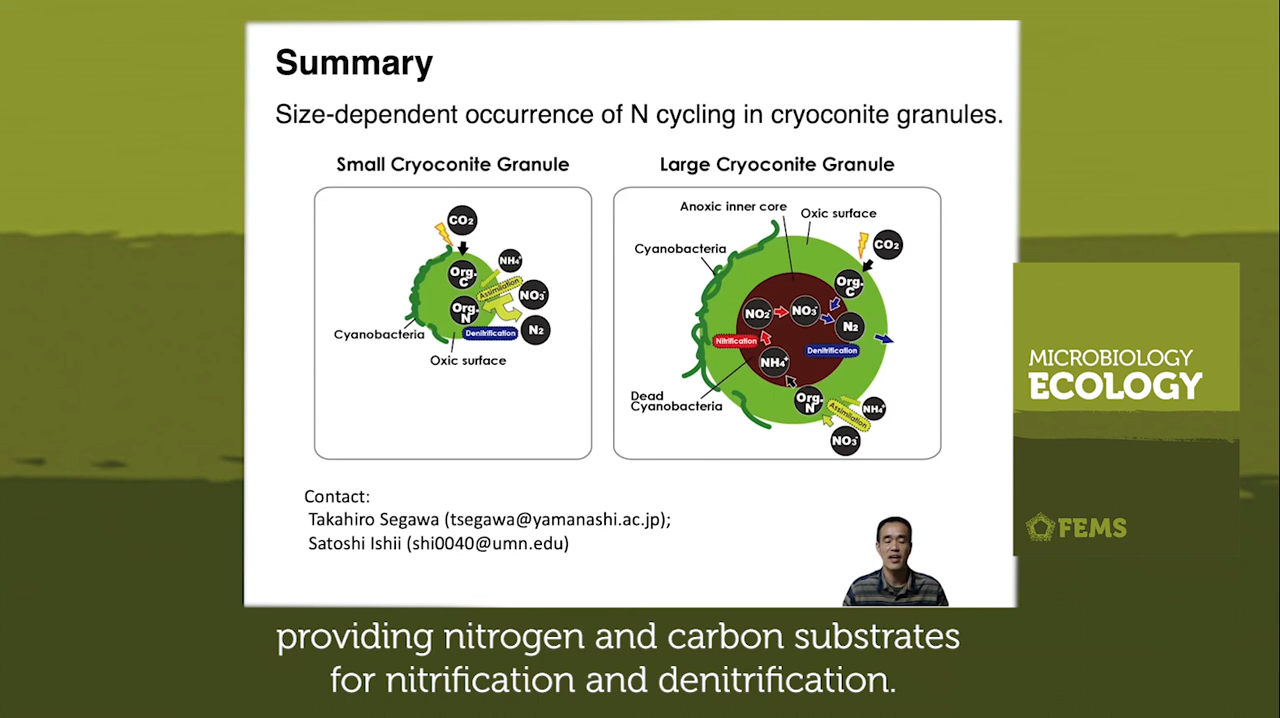 Summary
Size-dependent occurrence of N cycling in cryoconite granules.
Small Cryoconite Granule
CO₂
Org.
C
NH₄⁺
Assimilation
NO₃⁻
Org.
N
Denitrification
N₂
Cyanobacteria
Oxic surface
Large Cryoconite Granule
Anoxic inner core
Oxic surface
Cyanobacteria
CO₂
Org.
C
NO₂⁻
NO₃⁻
N₂
Nitrification
Denitrification
NH₄⁺
Dead
Cyanobacteria
Org.
N
Assimilation
NH₄⁺
NO₃⁻
Contact:
Takahiro Segawa (tsegawa@yamanashi.ac.jp);
Satoshi Ishii (shi0040@umn.edu)
MICROBIOLOGY
ECOLOGY
FEMS
providing nitrogen and carbon substrates
for nitrification and denitrification.